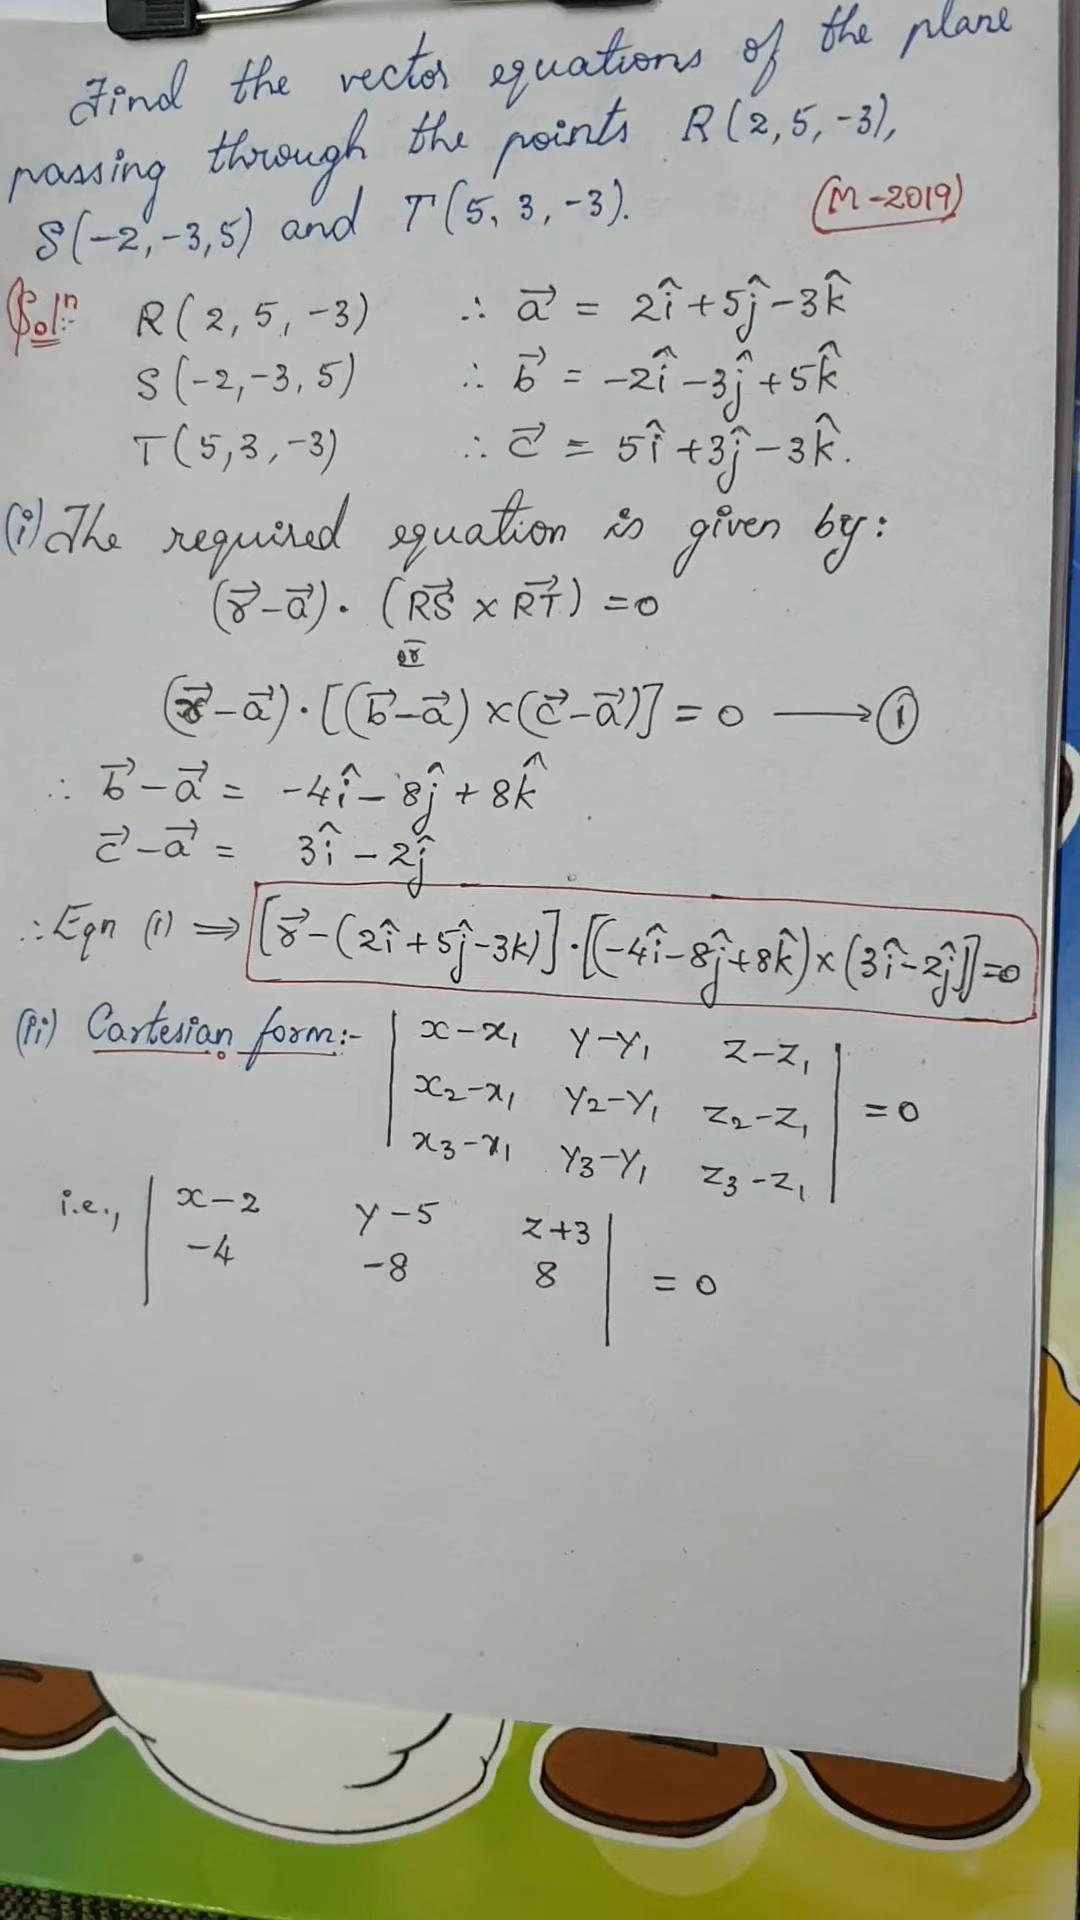 Find the vector equations of the plane
passing through the points R(2,5,-3),
S(-2,-3,5) and T(5,3,-3).
(M-2019)
Solⁿ:- R(2,5,-3) ∴ a⃗ = 2î+5ĵ-3k̂
S(-2,-3,5) ∴ b⃗ = -2î-3ĵ+5k̂
T(5,3,-3) ∴ c⃗ = 5î+3ĵ-3k̂.
(i) The required equation is given by:
(r⃗-a⃗)·(RS⃗ × RT⃗) = 0
or
(r⃗-a⃗)·[(b⃗-a⃗)×(c⃗-a⃗)] = 0 ⟶ ①
∴ b⃗-a⃗ = -4î-8ĵ+8k̂
c⃗-a⃗ = 3î-2ĵ
∴ Eqn (1) ⇒ [r⃗-(2î+5ĵ-3k)]·[(-4î-8ĵ+8k̂)×(3î-2ĵ)]=0
(ii) Cartesian form:- | x-x₁ y-y₁ z-z₁ |
| x₂-x₁ y₂-y₁ z₂-z₁ | = 0
| x₃-x₁ y₃-y₁ z₃-z₁ |
i.e., | x-2 y-5 z+3 |
| -4 -8 8 | = 0